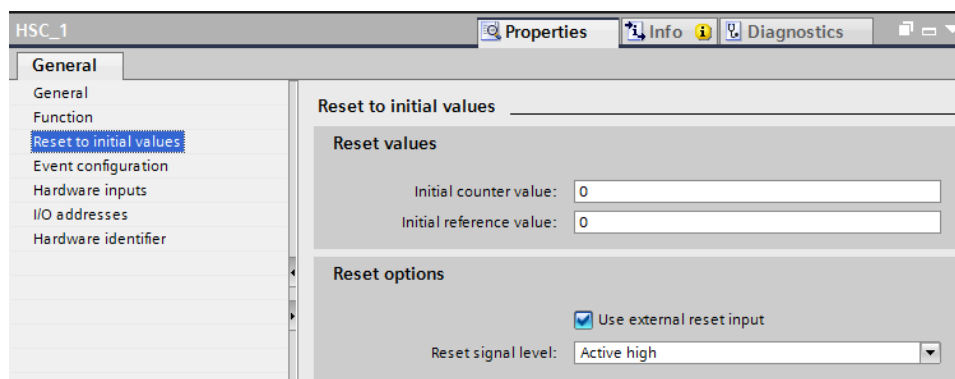 HSC_1
Properties
Info
Diagnostics
General
General
Function
Reset to initial values
Event configuration
Hardware inputs
I/O addresses
Hardware identifier
Reset to initial values
Reset values
Initial counter value: 0
Initial reference value: 0
Reset options
Use external reset input
Reset signal level: Active high